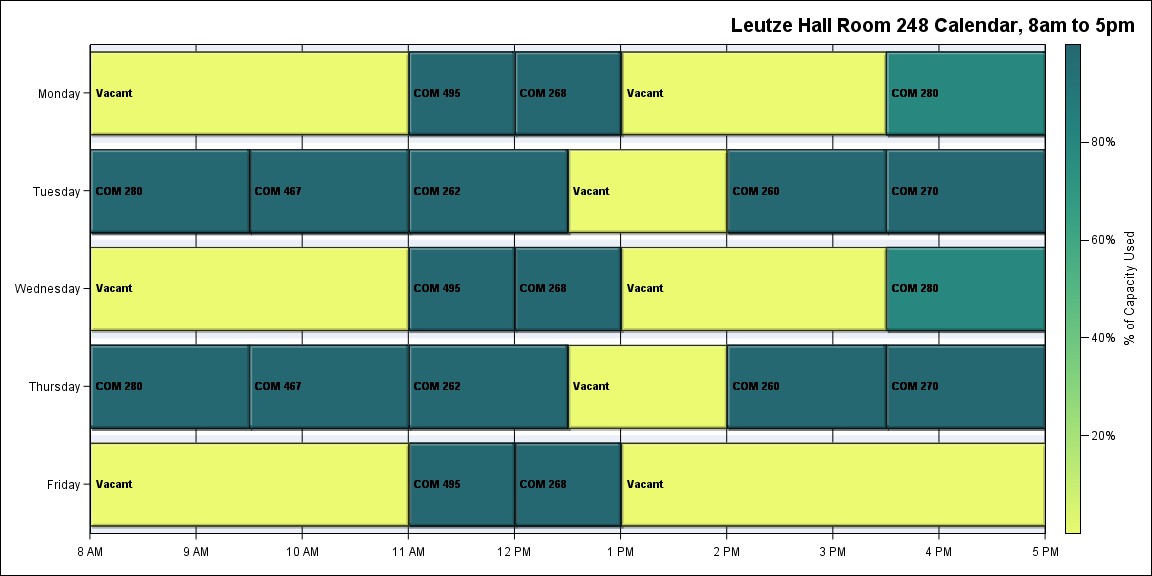 Leutze Hall Room 248 Calendar, 8am to 5pm
Monday
Vacant
COM 495
COM 268
Vacant
COM 280
Tuesday
COM 280
COM 467
COM 262
Vacant
COM 260
COM 270
Wednesday
Vacant
COM 495
COM 268
Vacant
COM 280
Thursday
COM 280
COM 467
COM 262
Vacant
COM 260
COM 270
Friday
Vacant
COM 495
COM 268
Vacant
8 AM
9 AM
10 AM
11 AM
12 PM
1 PM
2 PM
3 PM
4 PM
5 PM
80%
60%
40%
20%
% of Capacity Used